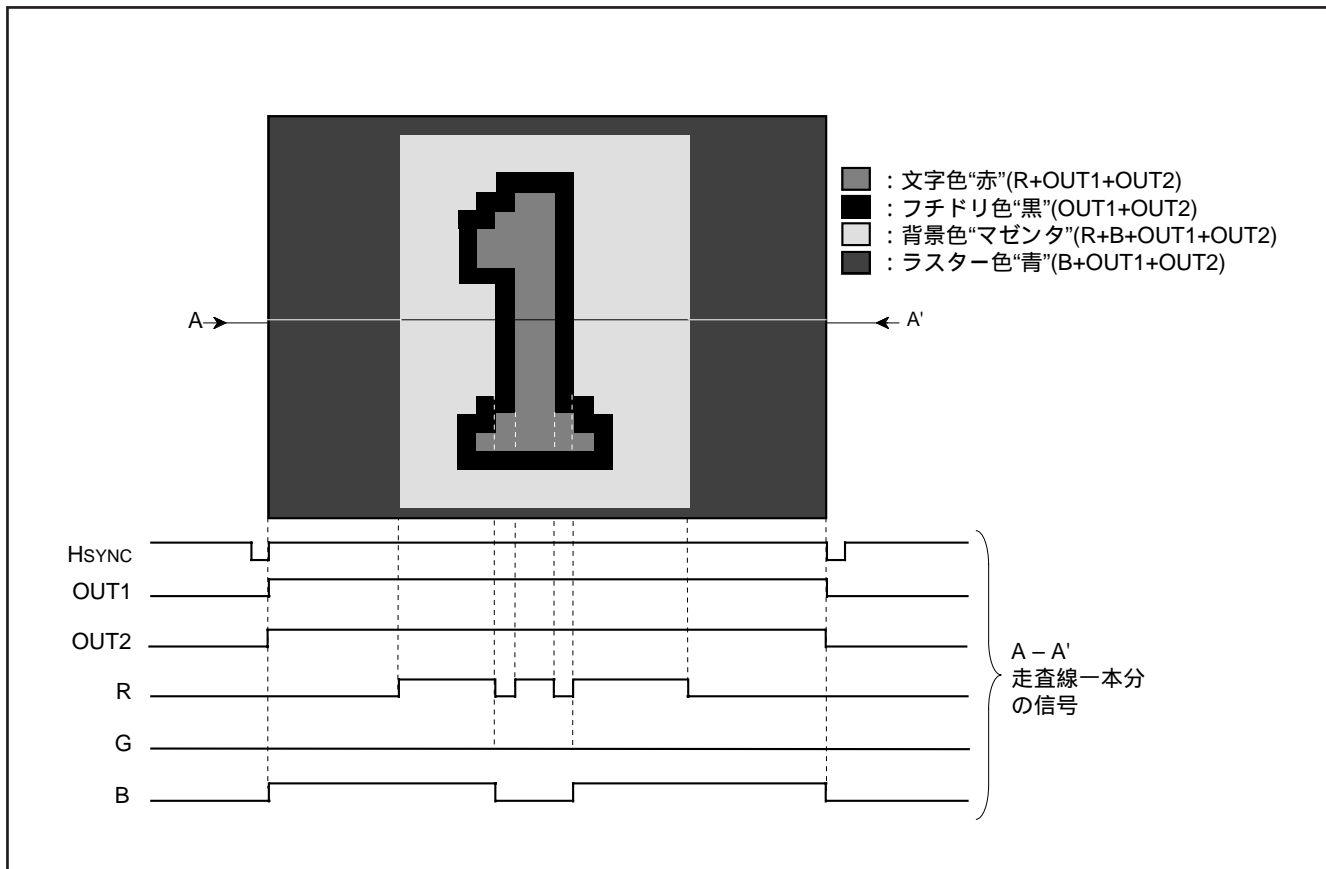 ：文字色“赤”(R+OUT1+OUT2)
：フチドリ色“黒”(OUT1+OUT2)
：背景色“マゼンタ”(R+B+OUT1+OUT2)
：ラスター色“青”(B+OUT1+OUT2)
A
A'
HSYNC
OUT1
OUT2
R
G
B
A – A'
走査線一本分
の信号